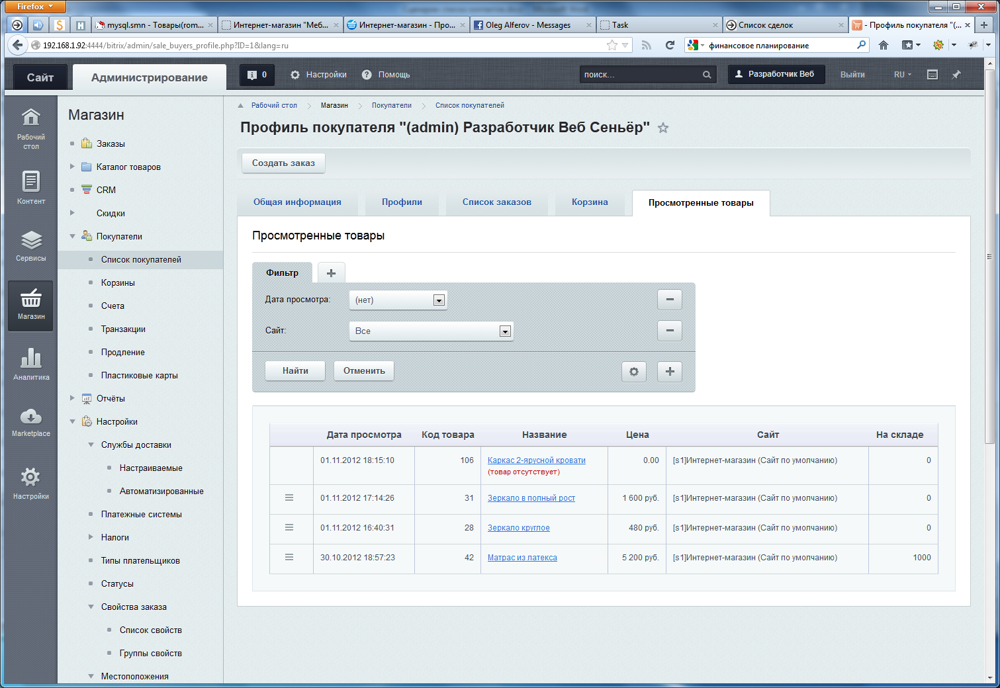 Firefox
mysql.smn - Товары(rom...
Интернет-магазин "Меб...
Интернет-магазин - Про...
Oleg Alferov - Messages
Task
Список сделок
- Профиль покупателя "(...
192.168.1.92:4444/bitrix/admin/sale_buyers_profile.php?ID=1&lang=ru
финансовое планирование
Сайт
Администрирование
0
Настройки
Помощь
поиск...
Разработчик Веб
Выйти
RU
Рабочий стол
Контент
Сервисы
Магазин
Аналитика
Marketplace
Настройки
Магазин
Заказы
Каталог товаров
CRM
Скидки
Покупатели
Список покупателей
Корзины
Счета
Транзакции
Продление
Пластиковые карты
Отчёты
Настройки
Службы доставки
Настраиваемые
Автоматизированные
Платежные системы
Налоги
Типы плательщиков
Статусы
Свойства заказа
Список свойств
Группы свойств
Местоположения
Рабочий стол Магазин Покупатели Список покупателей
Профиль покупателя "(admin) Разработчик Веб Сеньёр"
Создать заказ
Общая информация Профили Список заказов Корзина Просмотренные товары
Просмотренные товары
Фильтр
Дата просмотра: (нет)
Сайт: Все
Найти Отменить
Дата просмотра Код товара Название Цена Сайт На складе
01.11.2012 18:15:10 106 Каркас 2-ярусной кровати 0.00 [s1]Интернет-магазин (Сайт по умолчанию) 0
(товар отсутствует)
01.11.2012 17:14:26 31 Зеркало в полный рост 1 600 руб. [s1]Интернет-магазин (Сайт по умолчанию) 0
01.11.2012 16:40:31 28 Зеркало круглое 480 руб. [s1]Интернет-магазин (Сайт по умолчанию) 0
30.10.2012 18:57:23 42 Матрас из латекса 5 200 руб. [s1]Интернет-магазин (Сайт по умолчанию) 1000